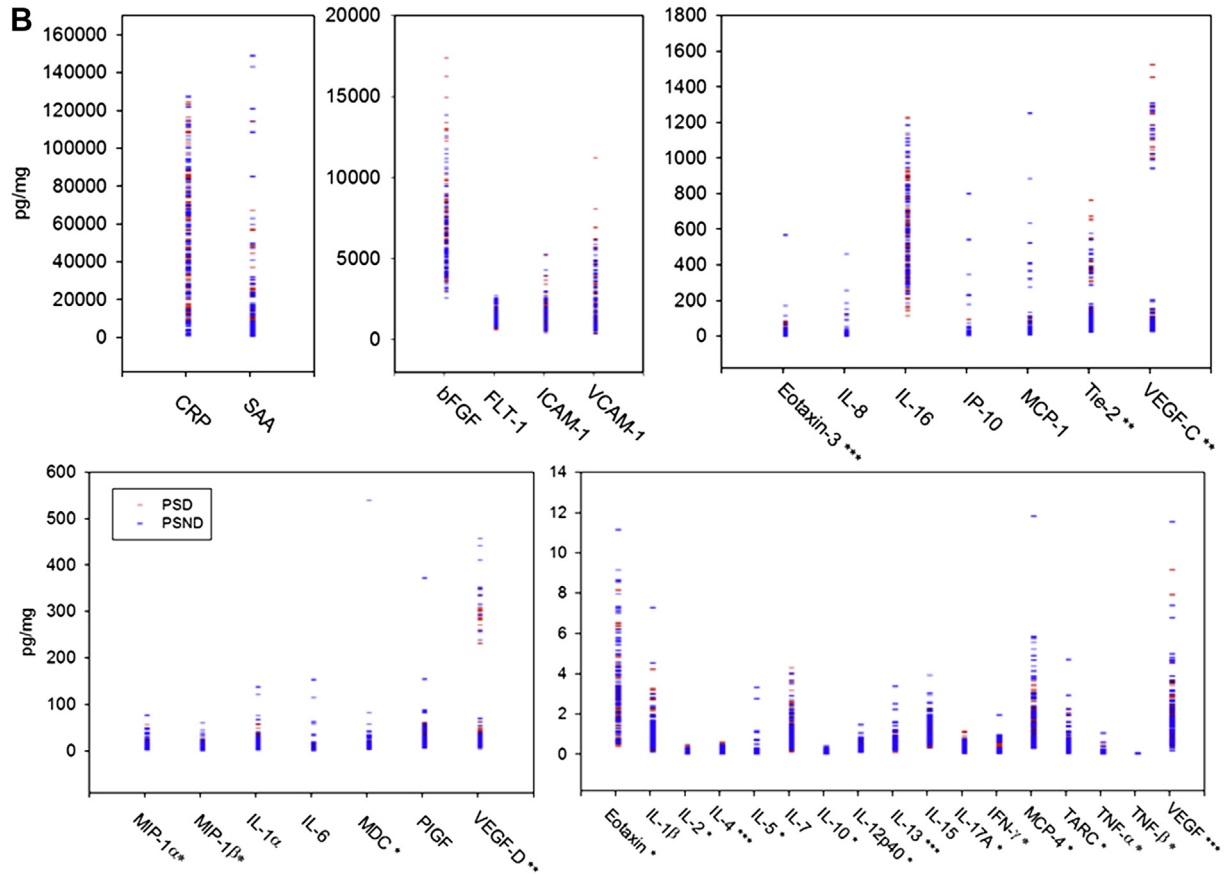 B
160000
140000
120000
100000
80000
60000
40000
20000
0
pg/mg
CRP
SAA
20000
15000
10000
5000
0
bFGF
FLT-1
ICAM-1
VCAM-1
1800
1600
1400
1200
1000
800
600
400
200
0
Eotaxin-3 ***
IL-8
IL-16
IP-10
MCP-1
Tie-2 **
VEGF-C **
600
500
400
300
200
100
0
pg/mg
PSD
PSND
MIP-1α*
MIP-1β*
IL-1α
IL-6
MDC *
PIGF
VEGF-D **
14
12
10
8
6
4
2
0
Eotaxin *
IL-1β
IL-2 *
IL-4 ***
IL-5 *
IL-7
IL-10 *
IL-12p40 *
IL-13 ***
IL-15
IL-17A *
IFN-γ *
MCP-4 *
TARC *
TNF-α *
TNF-β *
VEGF ***